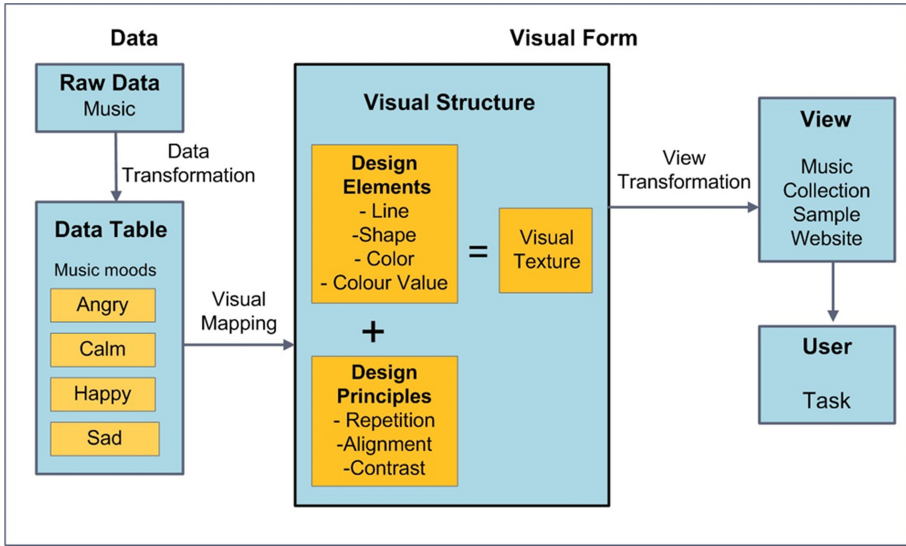 Data
Raw Data
Music
Data
Transformation
Data Table
Music moods
Angry
Calm
Happy
Sad
Visual
Mapping
Visual Form
Visual Structure
Design
Elements
- Line
-Shape
- Color
- Colour Value
+
Design
Principles
- Repetition
-Alignment
-Contrast
=
Visual
Texture
View
Transformation
View
Music
Collection
Sample
Website
User
Task